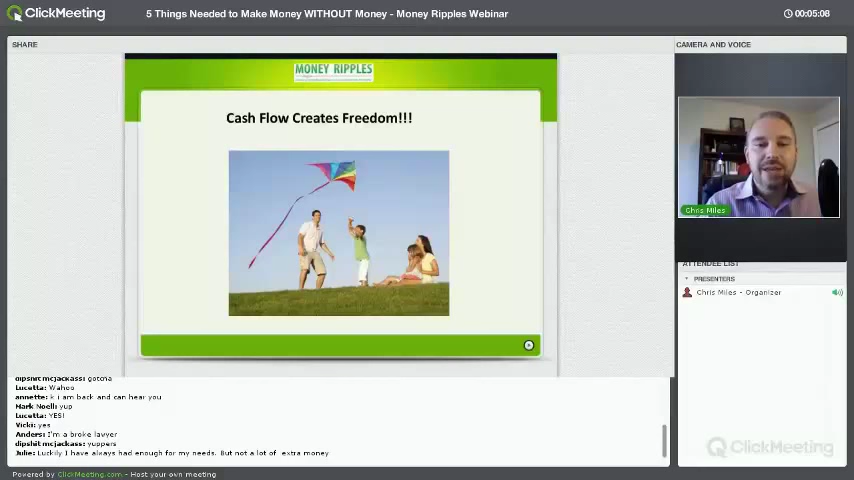 ClickMeeting
5 Things Needed to Make Money WITHOUT Money - Money Ripples Webinar
00:05:08
SHARE
CAMERA AND VOICE
MONEY RIPPLES
Cash Flow Creates Freedom!!!
Chris Miles
ATTENDEE LIST
PRESENTERS
Chris Miles - Organizer
dipshit mcjackass: gotcha
Lucetta: Wahoo
annette: k i am back and can hear you
Mark Noell: yup
Lucetta: YES!
Vicki: yes
Anders: I'm a broke lawyer
dipshit mcjackass: yuppers
Julie: Luckily I have always had enough for my needs. But not a lot of extra money
ClickMeeting
Powered by ClickMeeting.com - Host your own meeting